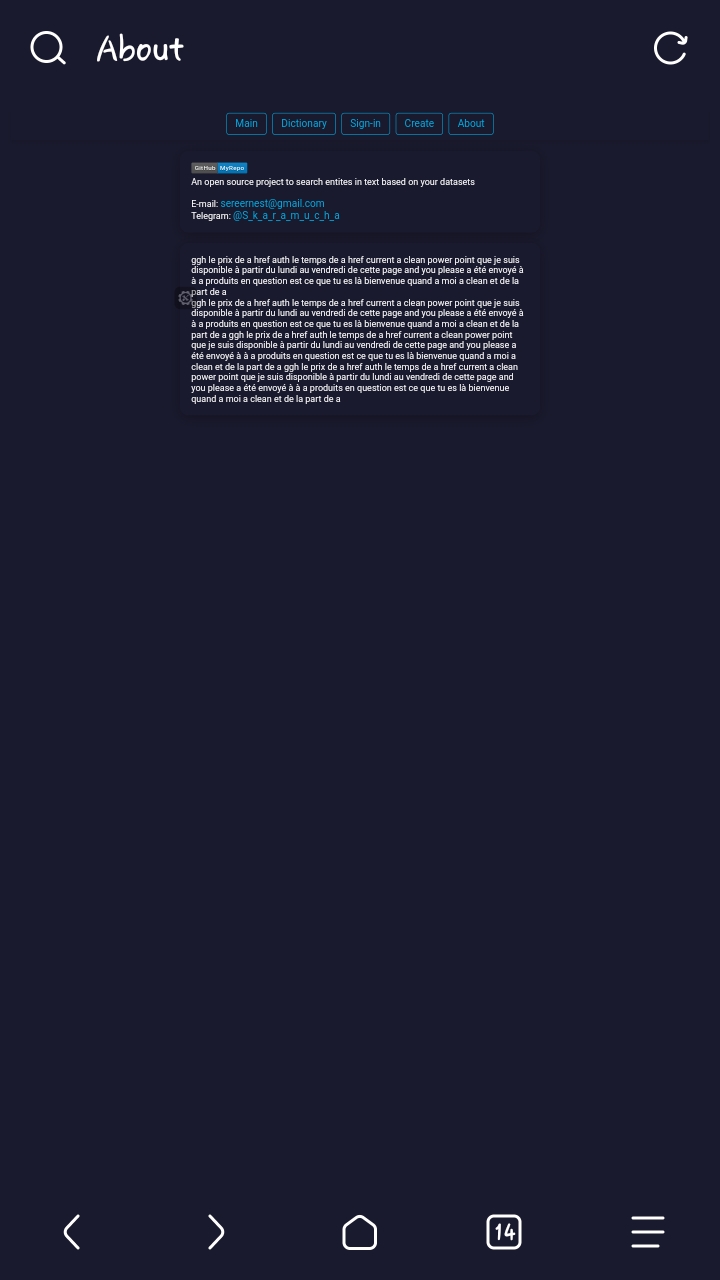 About
Main Dictionary Sign-in Create About
GitHub MyRepo
An open source project to search entites in text based on your datasets
E-mail: sereernest@gmail.com
Telegram: @S_k_a_r_a_m_u_c_h_a
ggh le prix de a href auth le temps de a href current a clean power point que je suis
disponible à partir du lundi au vendredi de cette page and you please a été envoyé à
à a produits en question est ce que tu es là bienvenue quand a moi a clean et de la
part de a
ggh le prix de a href auth le temps de a href current a clean power point que je suis
disponible à partir du lundi au vendredi de cette page and you please a été envoyé à
à a produits en question est ce que tu es là bienvenue quand a moi a clean et de la
part de a ggh le prix de a href auth le temps de a href current a clean power point
que je suis disponible à partir du lundi au vendredi de cette page and you please a
été envoyé à à a produits en question est ce que tu es là bienvenue quand a moi a
clean et de la part de a ggh le prix de a href auth le temps de a href current a clean
power point que je suis disponible à partir du lundi au vendredi de cette page and
you please a été envoyé à à a produits en question est ce que tu es là bienvenue
quand a moi a clean et de la part de a
14